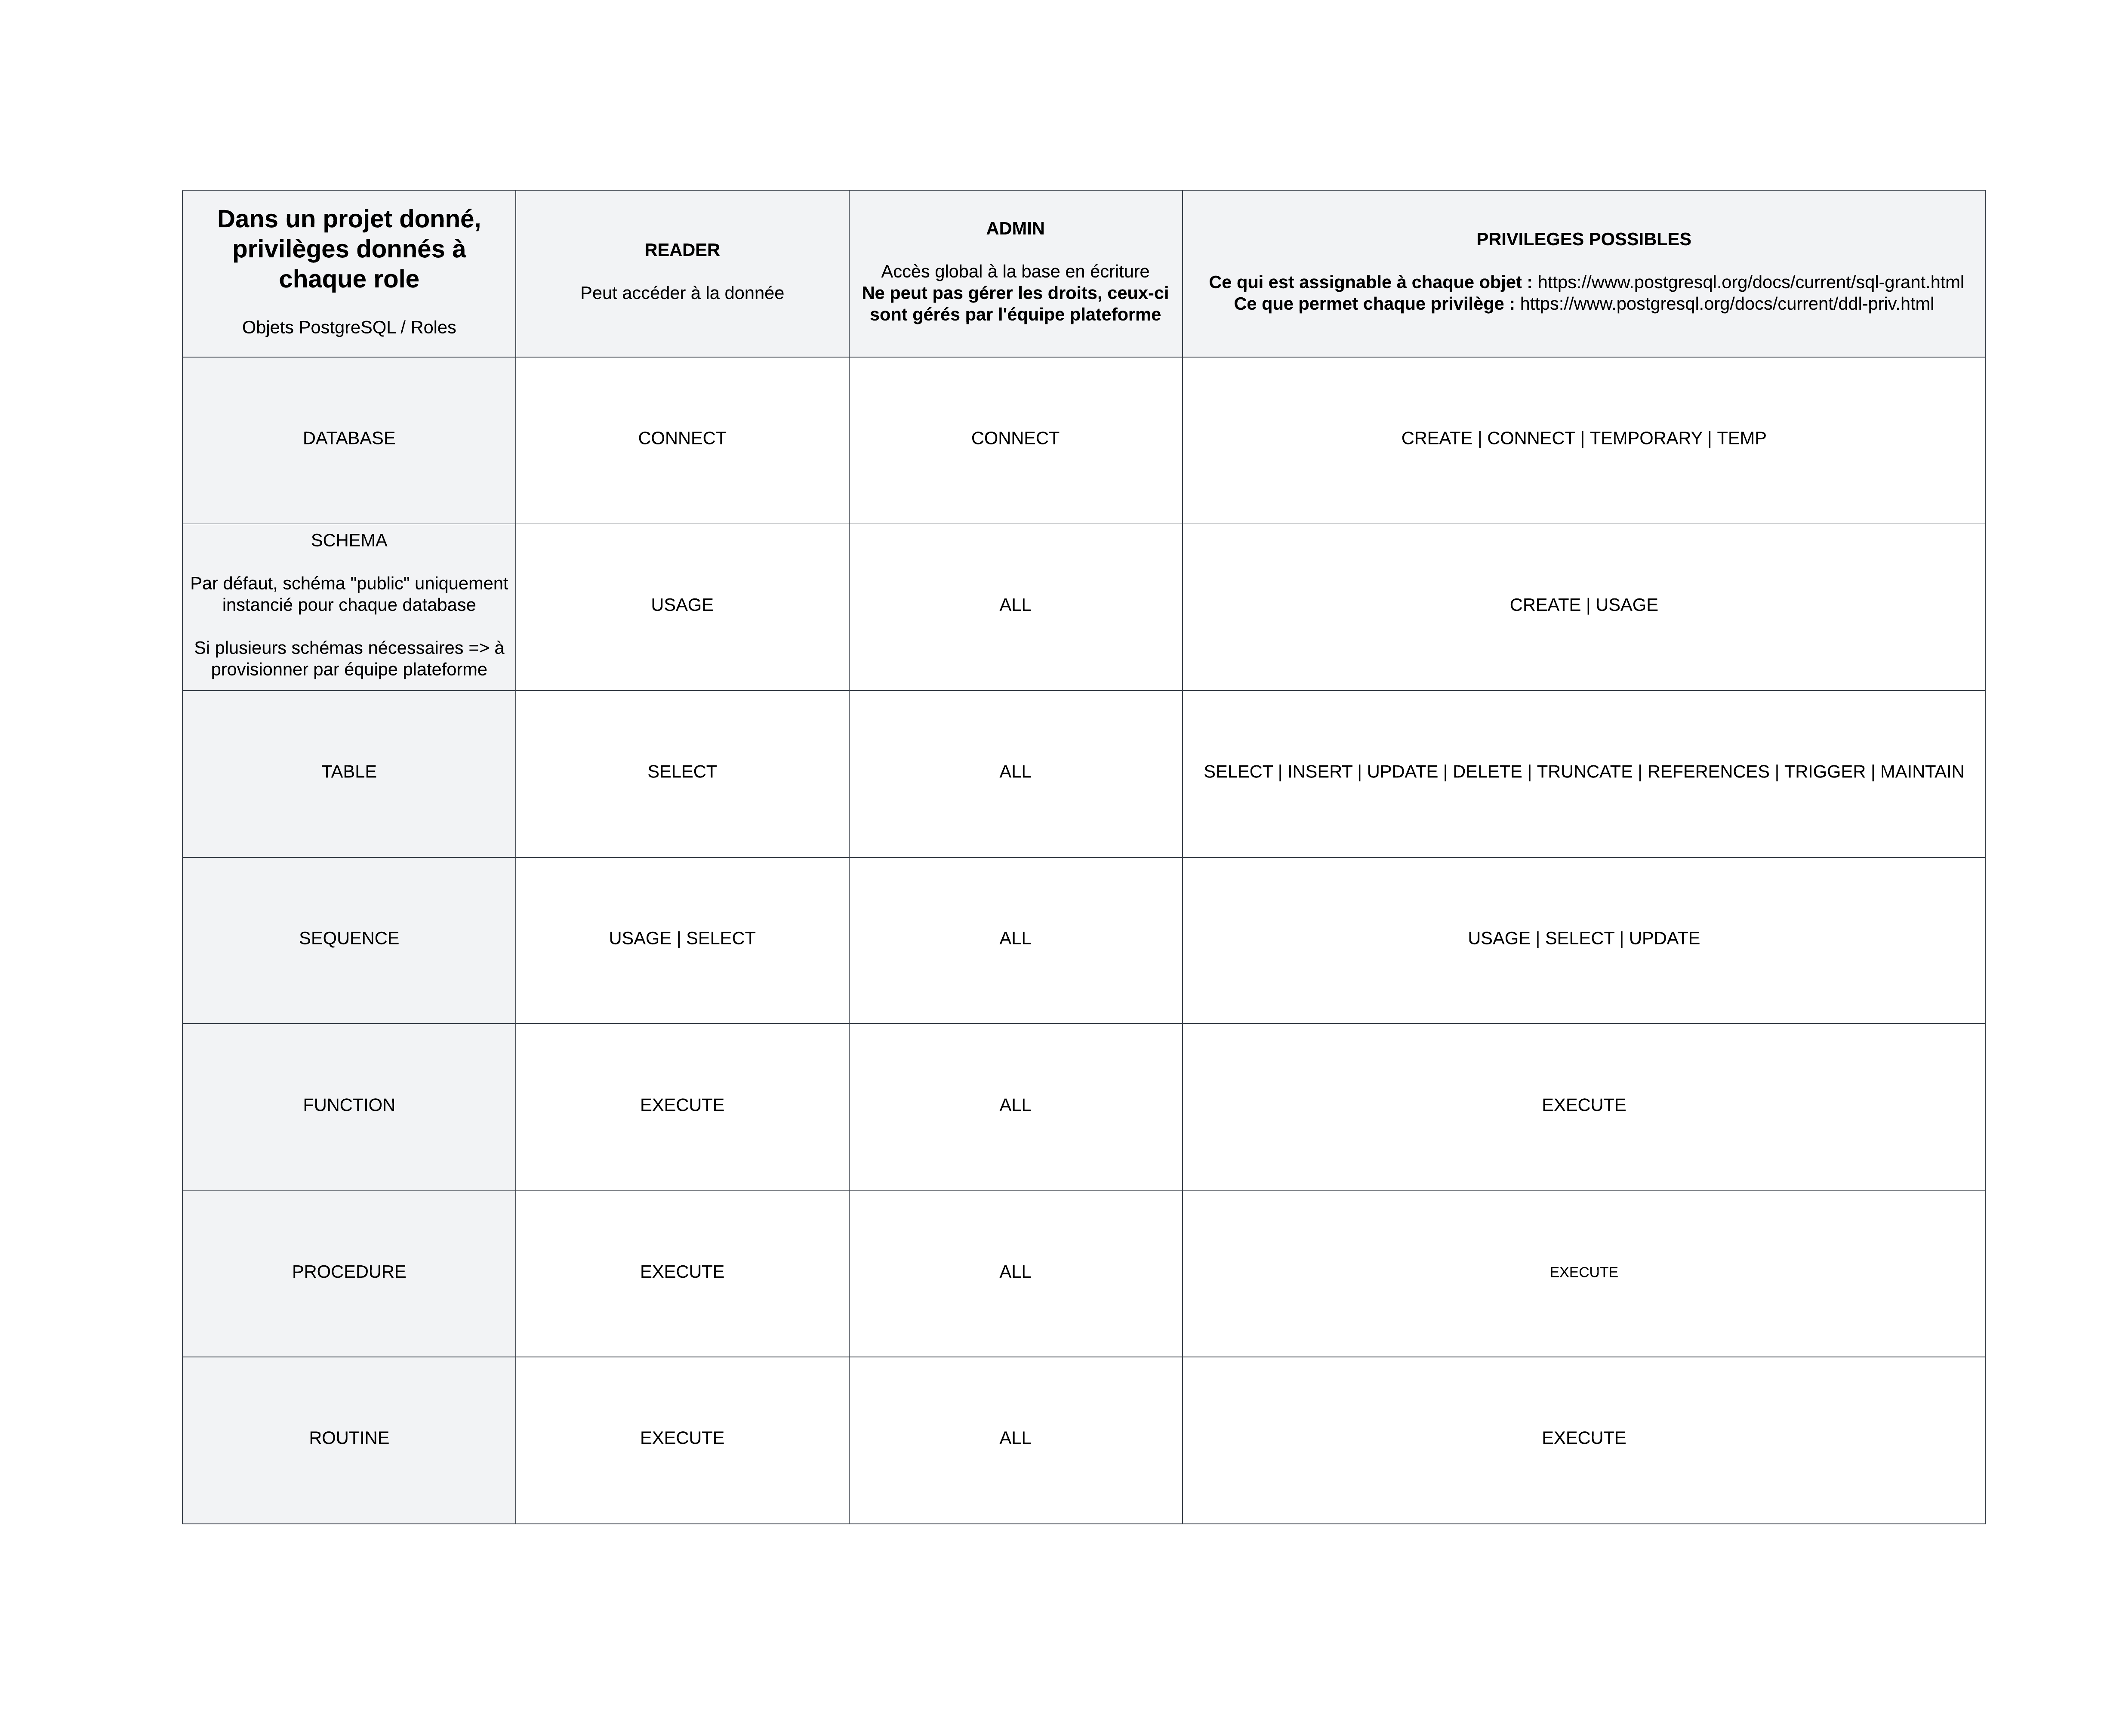 Dans un projet donné,
privilèges donnés à
chaque role
Objets PostgreSQL / Roles
READER
Peut accéder à la donnée
ADMIN
Accès global à la base en écriture
Ne peut pas gérer les droits, ceux-ci
sont gérés par l'équipe plateforme
PRIVILEGES POSSIBLES
Ce qui est assignable à chaque objet : https://www.postgresql.org/docs/current/sql-grant.html
Ce que permet chaque privilège : https://www.postgresql.org/docs/current/ddl-priv.html
DATABASE
CONNECT
CONNECT
CREATE | CONNECT | TEMPORARY | TEMP
SCHEMA
Par défaut, schéma "public" uniquement
instancié pour chaque database
Si plusieurs schémas nécessaires => à
provisionner par équipe plateforme
USAGE
ALL
CREATE | USAGE
TABLE
SELECT
ALL
SELECT | INSERT | UPDATE | DELETE | TRUNCATE | REFERENCES | TRIGGER | MAINTAIN
SEQUENCE
USAGE | SELECT
ALL
USAGE | SELECT | UPDATE
FUNCTION
EXECUTE
ALL
EXECUTE
PROCEDURE
EXECUTE
ALL
EXECUTE
ROUTINE
EXECUTE
ALL
EXECUTE